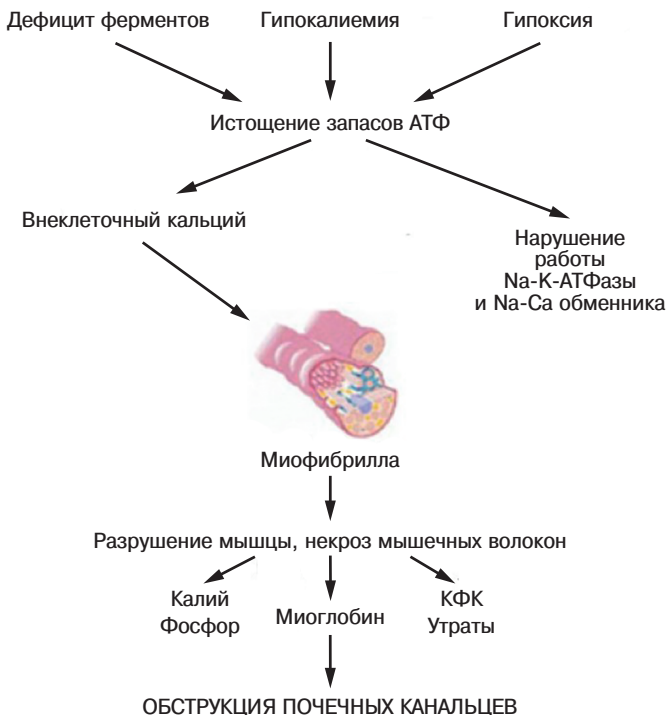 Дефицит ферментов
Гипокалиемия
Гипоксия
Истощение запасов АТФ
Внеклеточный кальций
Нарушение
работы
Na-K-АТФазы
и Na-Ca обменника
Миофибрилла
Разрушение мышцы, некроз мышечных волокон
Калий
Фосфор
Миоглобин
КФК
Утраты
ОБСТРУКЦИЯ ПОЧЕЧНЫХ КАНАЛЬЦЕВ